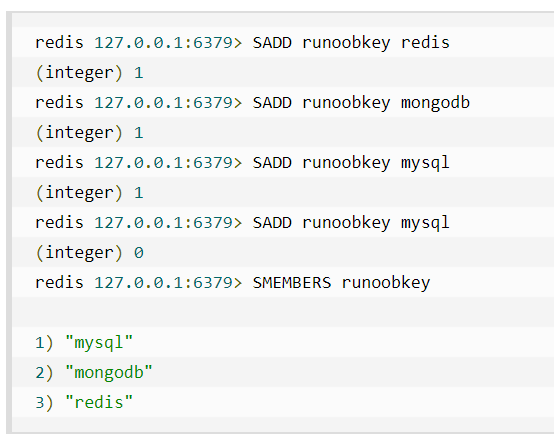 redis 127.0.0.1:6379> SADD runoobkey redis
(integer) 1
redis 127.0.0.1:6379> SADD runoobkey mongodb
(integer) 1
redis 127.0.0.1:6379> SADD runoobkey mysql
(integer) 1
redis 127.0.0.1:6379> SADD runoobkey mysql
(integer) 0
redis 127.0.0.1:6379> SMEMBERS runoobkey
1) "mysql"
2) "mongodb"
3) "redis"